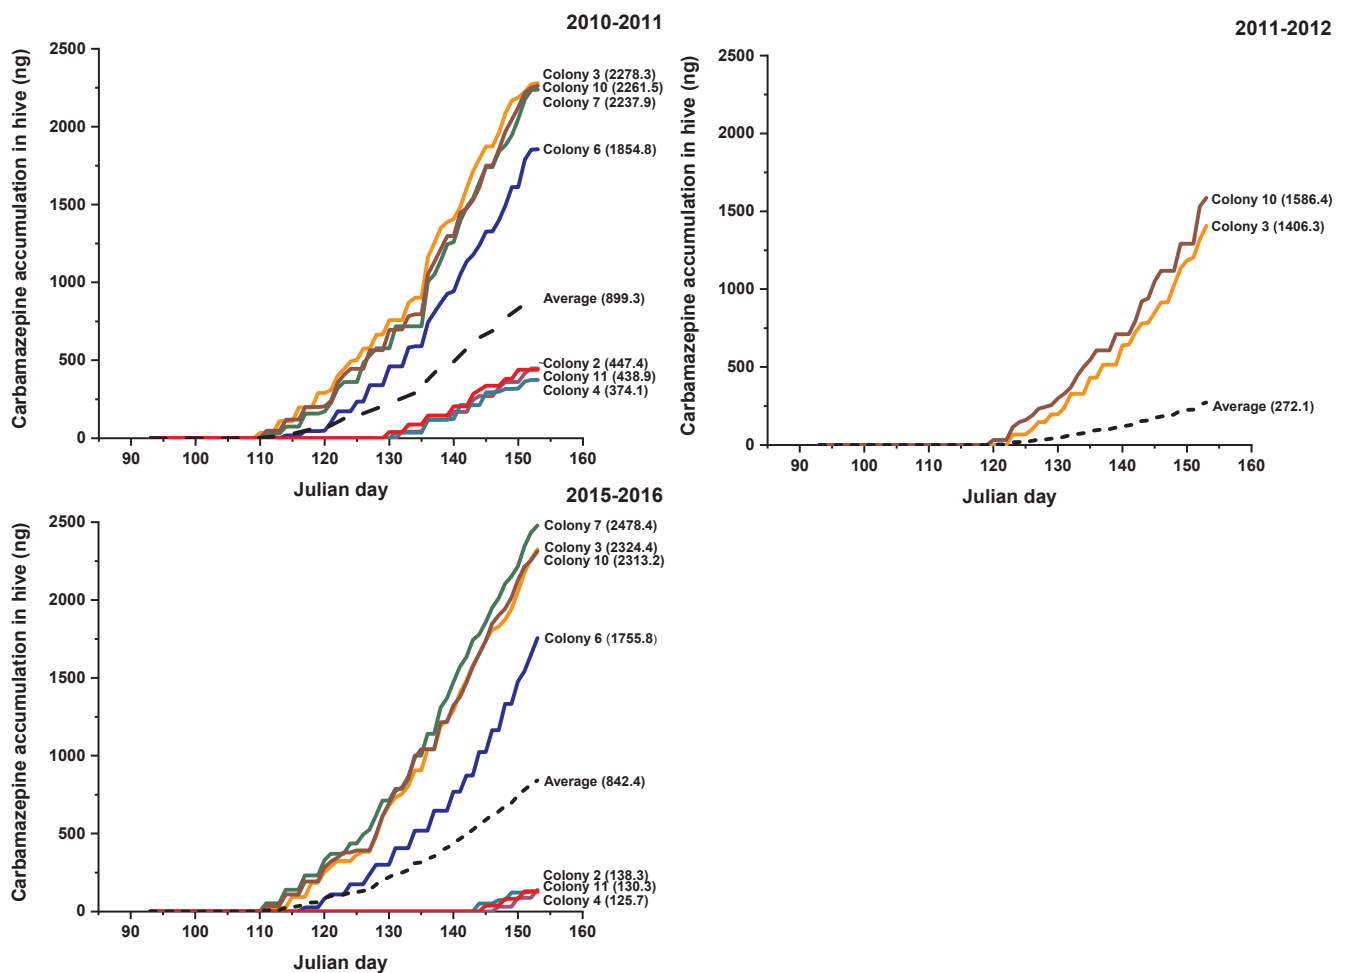 2010-2011
Carbamazepine accumulation in hive (ng)
2500
2000
1500
1000
500
0
Colony 3 (2278.3)
Colony 10 (2261.5)
Colony 7 (2237.9)
Colony 6 (1854.8)
Average (899.3)
Colony 2 (447.4)
Colony 11 (438.9)
Colony 4 (374.1)
90 100 110 120 130 140 150 160
Julian day
2011-2012
Carbamazepine accumulation in hive (ng)
2500
2000
1500
1000
500
0
Colony 10 (1586.4)
Colony 3 (1406.3)
Average (272.1)
90 100 110 120 130 140 150 160
Julian day
2015-2016
Carbamazepine accumulation in hive (ng)
2500
2000
1500
1000
500
0
Colony 7 (2478.4)
Colony 3 (2324.4)
Colony 10 (2313.2)
Colony 6 (1755.8)
Average (842.4)
Colony 2 (138.3)
Colony 11 (130.3)
Colony 4 (125.7)
90 100 110 120 130 140 150 160
Julian day